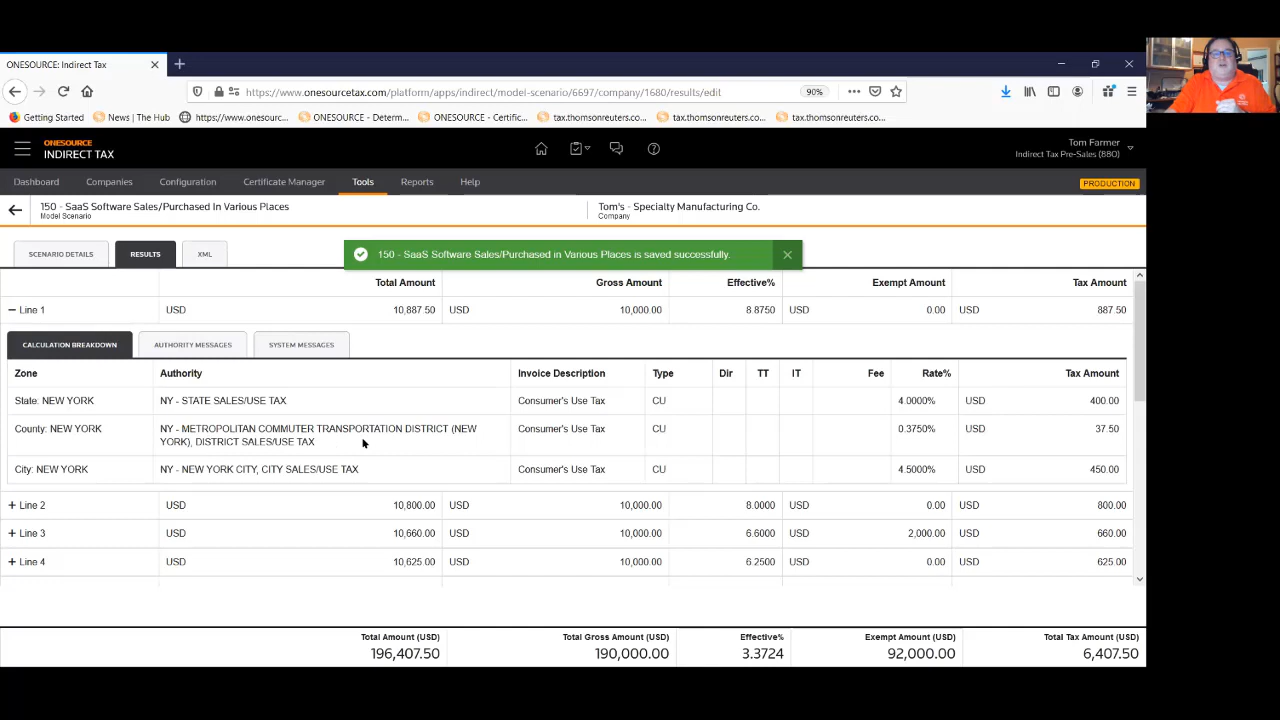 ONESOURCE: Indirect Tax
https://www.onesourcetax.com/platform/apps/indirect/model-scenario/6697/company/1680/results/edit 90%
Getting Started News | The Hub https://www.onesourc... ONESOURCE - Determ... ONESOURCE - Certific... tax.thomsonreuters.co... tax.thomsonreuters.co... tax.thomsonreuters.co...
ONESOURCE
INDIRECT TAX
Tom Farmer
Indirect Tax Pre-Sales (880)
Dashboard Companies Configuration Certificate Manager Tools Reports Help PRODUCTION
150 - SaaS Software Sales/Purchased In Various Places
Model Scenario
Tom's - Specialty Manufacturing Co.
Company
SCENARIO DETAILS RESULTS XML
150 - SaaS Software Sales/Purchased in Various Places is saved successfully.
Total Amount Gross Amount Effective% Exempt Amount Tax Amount
Line 1 USD 10,887.50 USD 10,000.00 8.8750 USD 0.00 USD 887.50
CALCULATION BREAKDOWN AUTHORITY MESSAGES SYSTEM MESSAGES
Zone Authority Invoice Description Type Dir TT IT Fee Rate% Tax Amount
State: NEW YORK NY - STATE SALES/USE TAX Consumer's Use Tax CU 4.0000% USD 400.00
County: NEW YORK NY - METROPOLITAN COMMUTER TRANSPORTATION DISTRICT (NEW Consumer's Use Tax CU 0.3750% USD 37.50
YORK), DISTRICT SALES/USE TAX
City: NEW YORK NY - NEW YORK CITY, CITY SALES/USE TAX Consumer's Use Tax CU 4.5000% USD 450.00
Line 2 USD 10,800.00 USD 10,000.00 8.0000 USD 0.00 USD 800.00
Line 3 USD 10,660.00 USD 10,000.00 6.6000 USD 2,000.00 USD 660.00
Line 4 USD 10,625.00 USD 10,000.00 6.2500 USD 0.00 USD 625.00
Total Amount (USD) Total Gross Amount (USD) Effective% Exempt Amount (USD) Total Tax Amount (USD)
196,407.50 190,000.00 3.3724 92,000.00 6,407.50